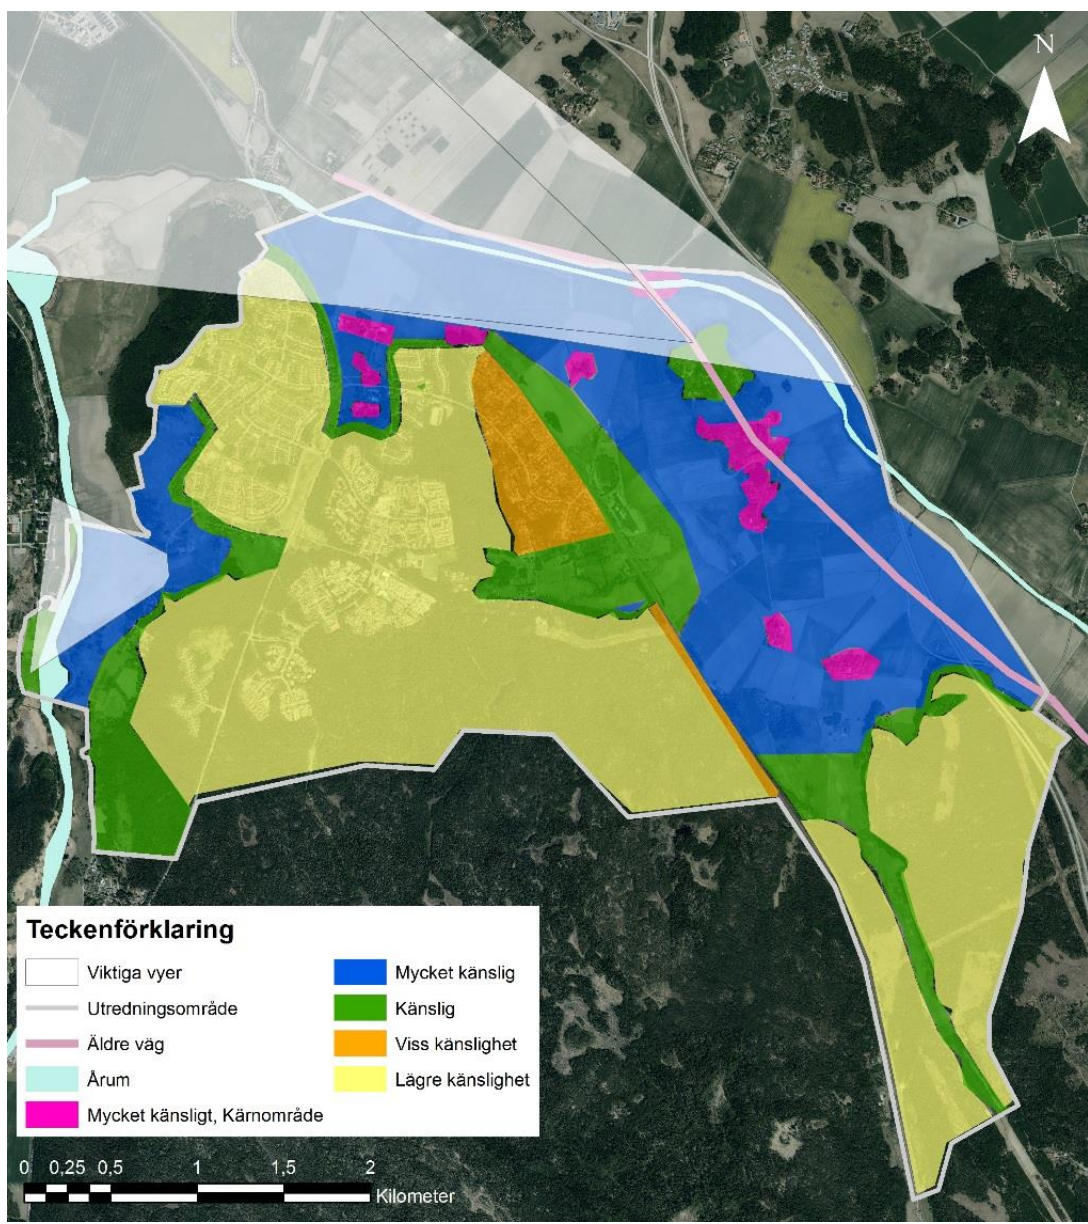 N
Teckenförklaring
Viktiga vyer
Utredningsområde
Äldre väg
Årum
Mycket känsligt, Kärnområde
Mycket känslig
Känslig
Viss känslighet
Lägre känslighet
0 0,25 0,5 1 1,5 2
Kilometer